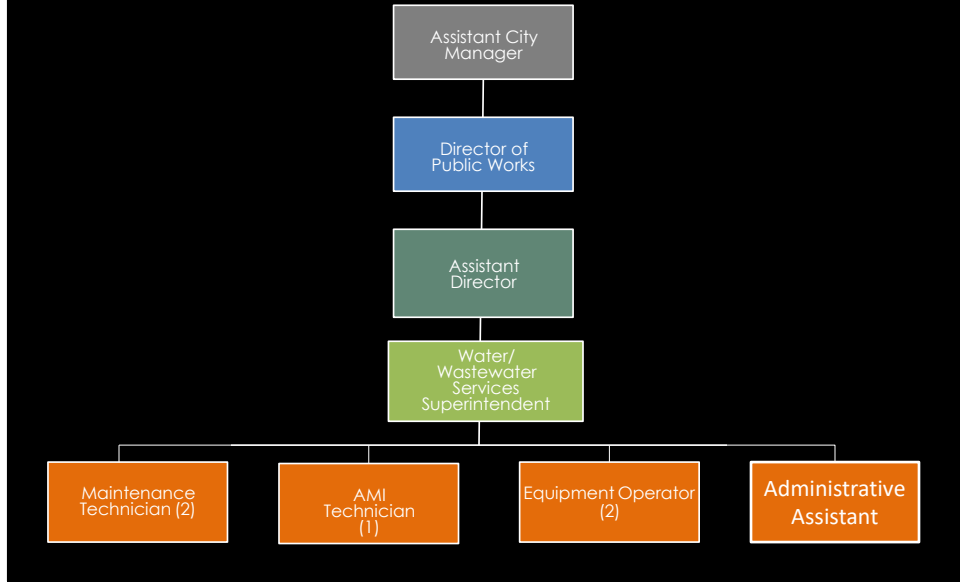 Assistant City
Manager
Director of
Public Works
Assistant
Director
Water/
Wastewater
Services
Superintendent
Maintenance
Technician (2)
AMI
Technician
(1)
Equipment Operator
(2)
Administrative
Assistant